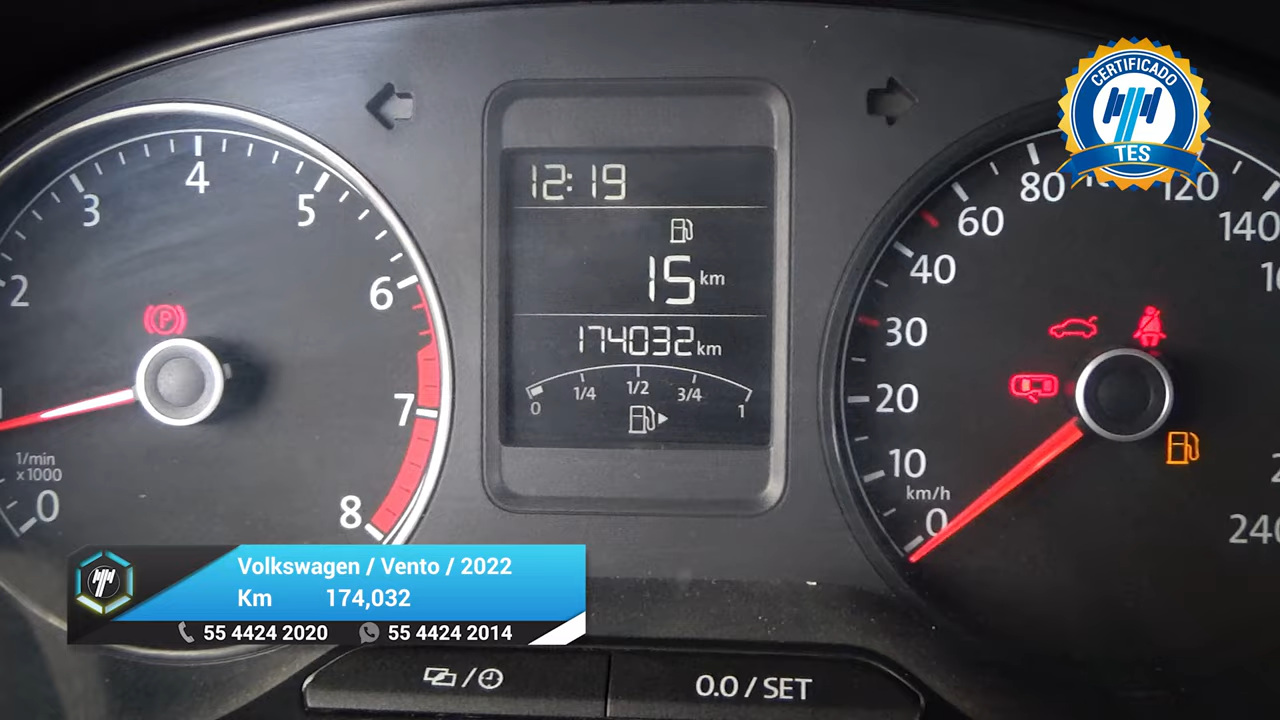 CERTIFICADO
TES
12:19
15 km
174032 km
0 1/4 1/2 3/4 1
1 2 3 4 5 6 7 8
1/min
x1000
0
P
0 10 20 30 40 60 80 120 140
km/h
240
Volkswagen / Vento / 2022
Km 174,032
55 4424 2020 55 4424 2014
0.0 / SET